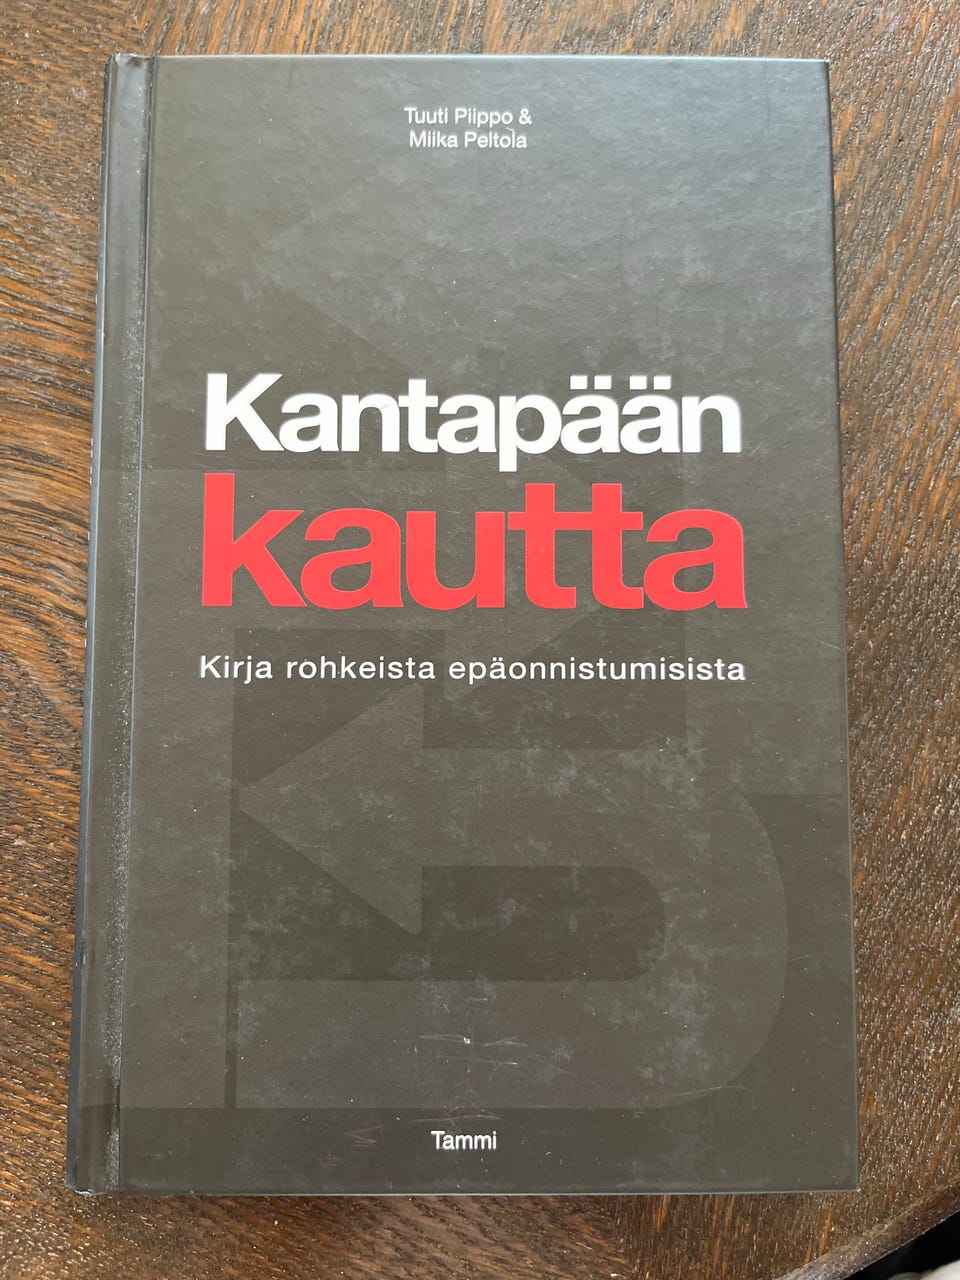 Tuuti Piippo &
Miika Peltola
Kantapään
kautta
Kirja rohkeista epäonnistumisista
Tammi